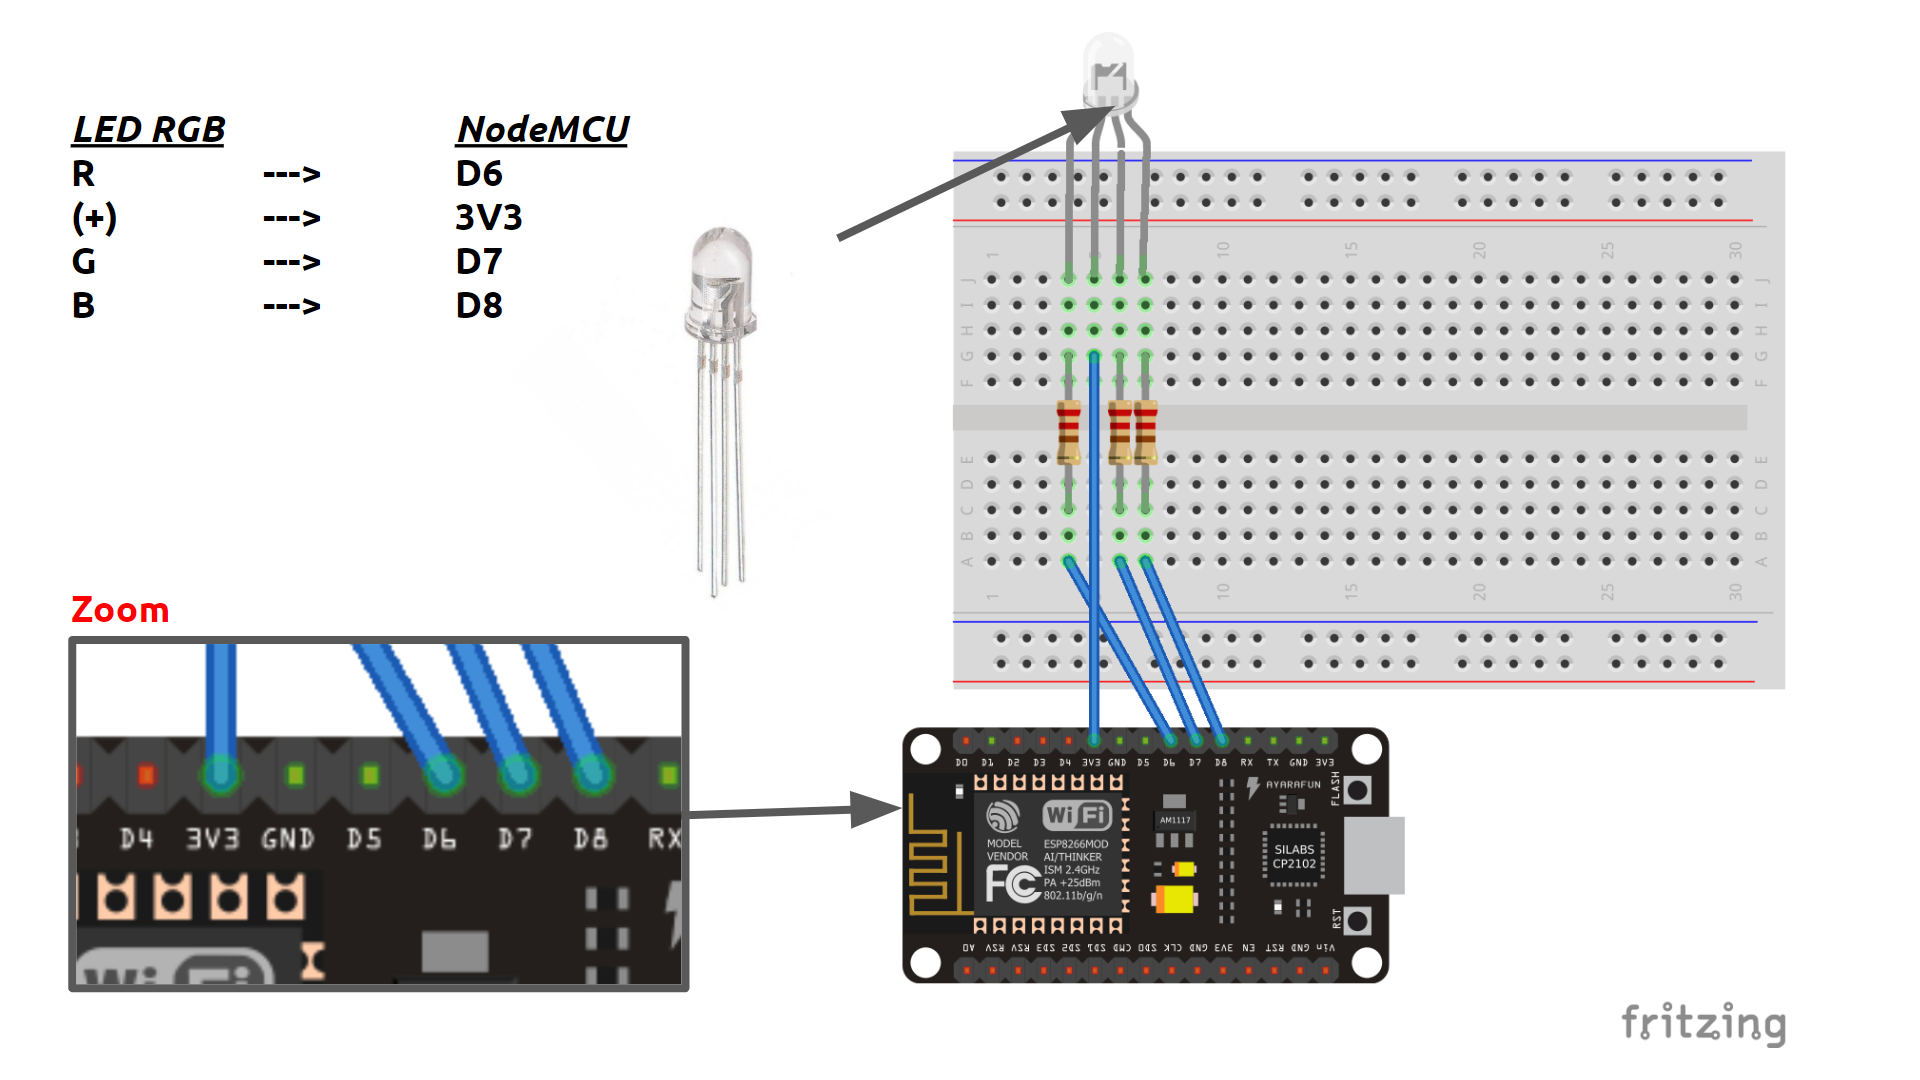 LED RGB NodeMCU
R ---> D6
(+) ---> 3V3
G ---> D7
B ---> D8
Zoom
D4 3V3 GND D5 D6 D7 D8 RX
WiFi
1 10 15 20 25 30
J J
I I
H H
G G
F F
E E
D D
C C
B B
A A
1 10 15 20 25 30
D0 D1 D2 D3 D4 3V3 GND D5 D6 D7 D8 RX TX GND 3V3
AYARAFUN
FLASH
WiFi
MODEL
VENDOR
ESP8266MOD
AI/THINKER
ISM 2.4GHz
PA +25dBm
802.11b/g/n
FC
AM1117
SILABS
CP2102
RST
A0 RSV RSV SD3 SD2 SD1 CMD SD0 CLK GND 3V3 EN RST GND Vin
fritzing